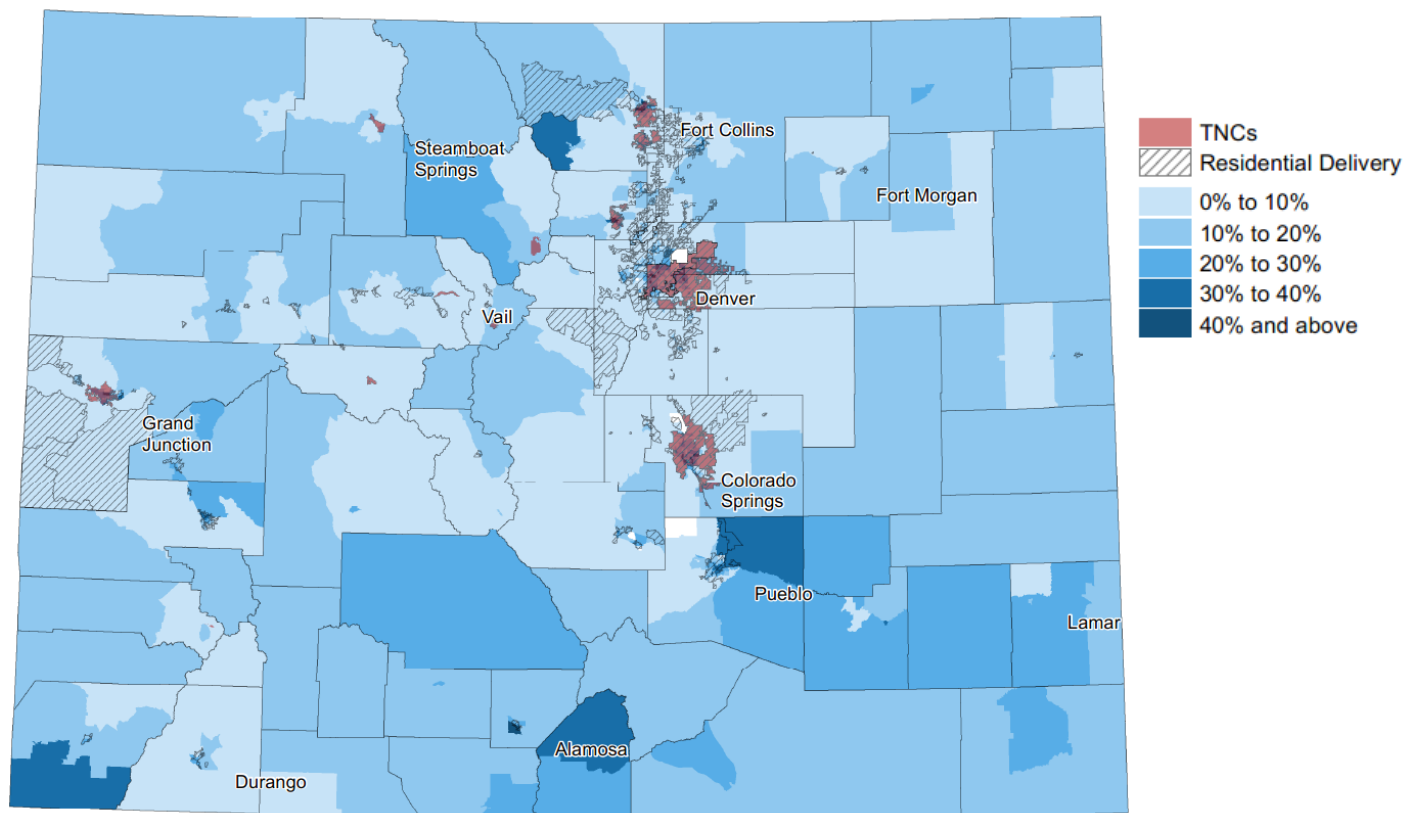 TNCs
Residential Delivery
0% to 10%
10% to 20%
20% to 30%
30% to 40%
40% and above
Fort Collins
Steamboat
Springs
Fort Morgan
Denver
Vail
Grand
Junction
Colorado
Springs
Pueblo
Lamar
Alamosa
Durango